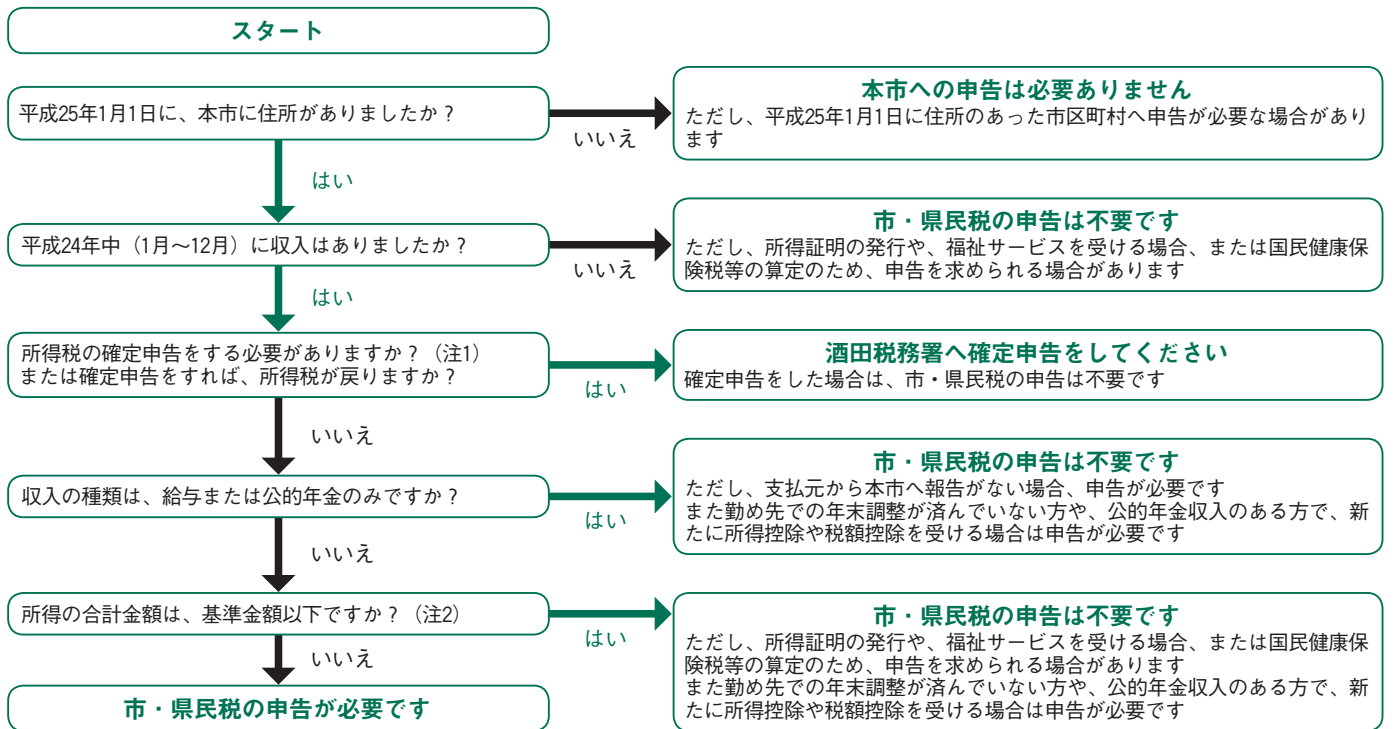 スタート
平成25年1月1日に、本市に住所がありましたか？
いいえ
本市への申告は必要ありません
ただし、平成25年1月1日に住所のあった市区町村へ申告が必要な場合があり
ます
はい
平成24年中（1月～12月）に収入はありましたか？
いいえ
市・県民税の申告は不要です
ただし、所得証明の発行や、福祉サービスを受ける場合、または国民健康保
険税等の算定のため、申告を求められる場合があります
はい
所得税の確定申告をする必要がありますか？（注1）
または確定申告をすれば、所得税が戻りますか？
はい
酒田税務署へ確定申告をしてください
確定申告をした場合は、市・県民税の申告は不要です
いいえ
収入の種類は、給与または公的年金のみですか？
はい
市・県民税の申告は不要です
ただし、支払元から本市へ報告がない場合、申告が必要です
また勤め先での年末調整が済んでいない方や、公的年金収入のある方で、新
たに所得控除や税額控除を受ける場合は申告が必要です
いいえ
所得の合計金額は、基準金額以下ですか？（注2）
はい
市・県民税の申告は不要です
ただし、所得証明の発行や、福祉サービスを受ける場合、または国民健康保
険税等の算定のため、申告を求められる場合があります
また勤め先での年末調整が済んでいない方や、公的年金収入のある方で、新
たに所得控除や税額控除を受ける場合は申告が必要です
いいえ
市・県民税の申告が必要です